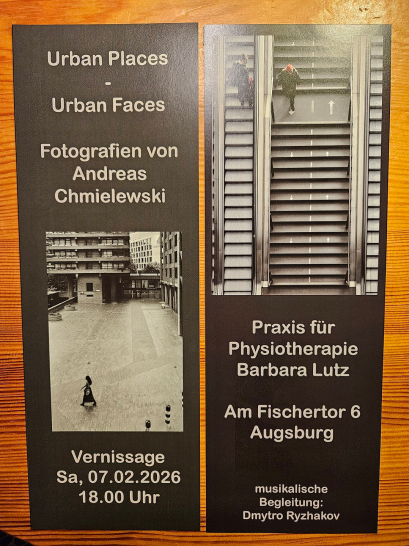 Urban Places
-
Urban Faces
Fotografien von
Andreas
Chmielewski
Vernissage
Sa, 07.02.2026
18.00 Uhr
Praxis für
Physiotherapie
Barbara Lutz
Am Fischertor 6
Augsburg
musikalische
Begleitung:
Dmytro Ryzhakov